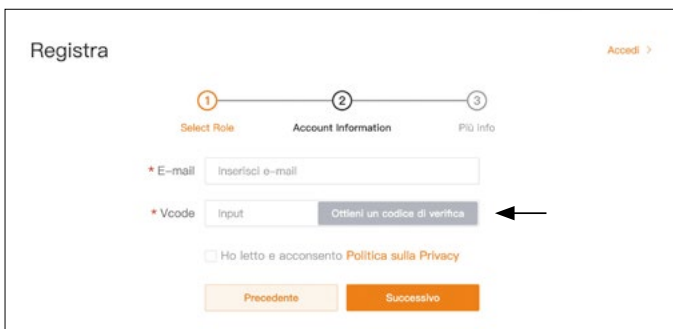 Registra
Accedi >
1 2 3
Select Role Account Information Più info
* E-mail Inserisci e-mail
* Vcode Input Ottieni un codice di verifica
Ho letto e acconsento Politica sulla Privacy
Precedente Successivo